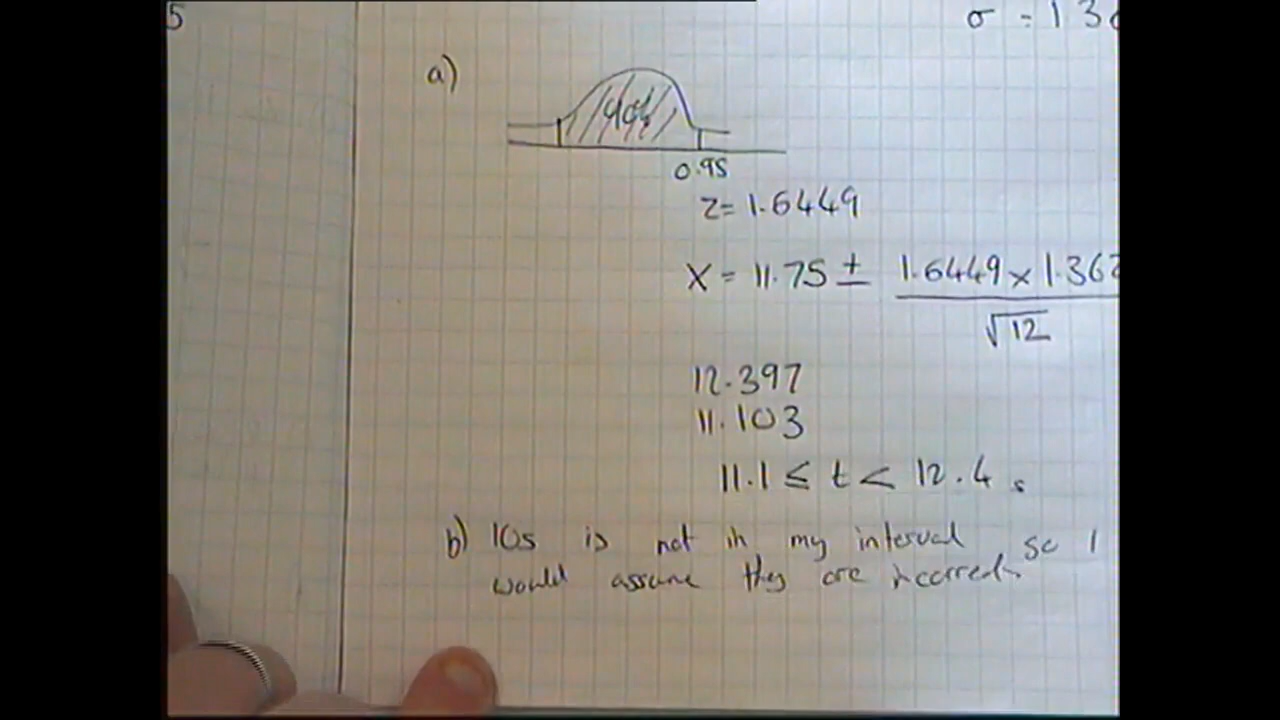 5
σ = 1.36
a)
90%
0.95
z = 1.6449
X = 11.75 ± 1.6449 × 1.362
√12
12.397
11.103
11.1 ≤ t < 12.4 s
b) 10s is not in my interval so I
would assume they are incorrect